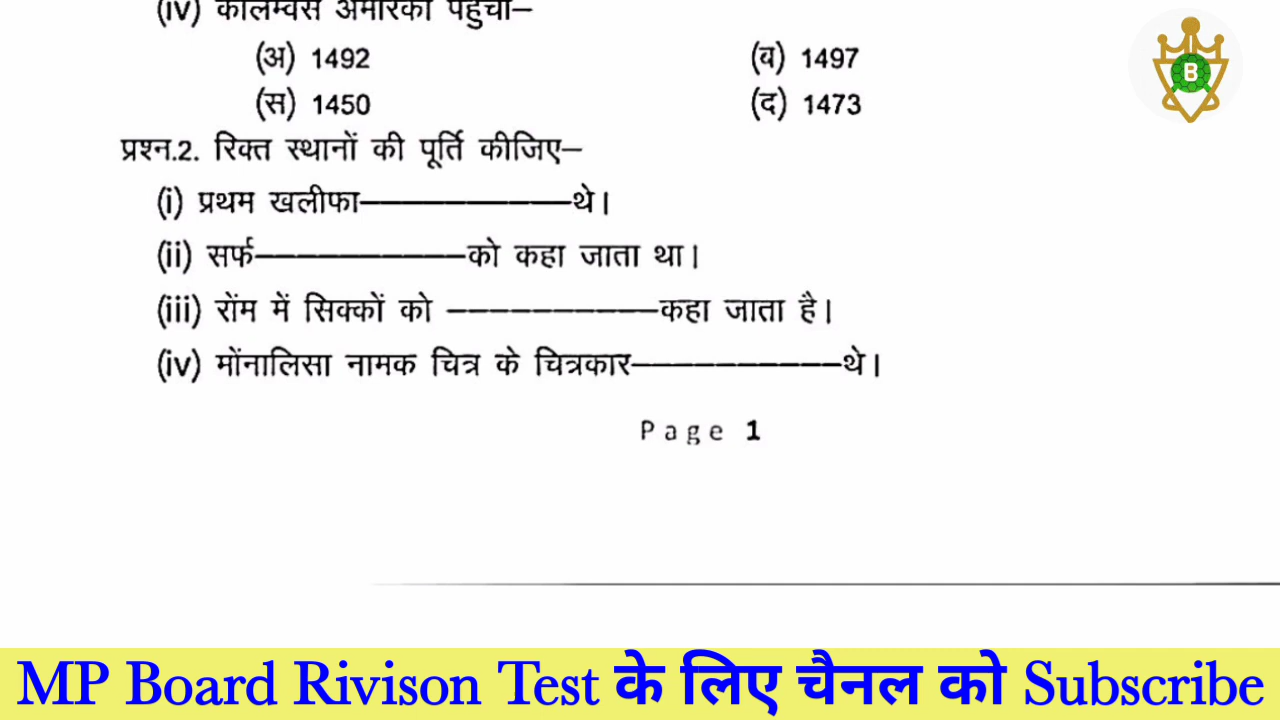 (iv) कोलम्वस अमेरिका पहुंचा–
(अ) 1492 (व) 1497
(स) 1450 (द) 1473
प्रश्न.2. रिक्त स्थानों की पूर्ति कीजिए–
(i) प्रथम खलीफा——————————थे।
(ii) सर्फ——————————को कहा जाता था।
(iii) रोंम में सिक्कों को ——————————कहा जाता है।
(iv) मोंनालिसा नामक चित्र के चित्रकार——————————थे।
Page 1
B
MP Board Rivison Test के लिए चैनल को Subscribe